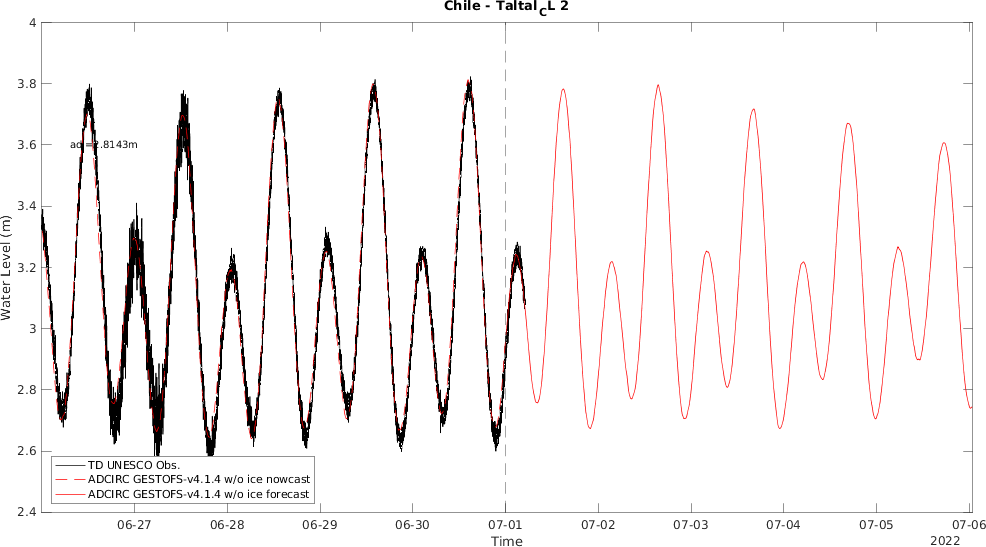 Chile - Taltal_CL 2
4
3.8
3.6
3.4
3.2
3
2.8
2.6
2.4
Water Level (m)
2.8143m
TD UNESCO Obs.
ADCIRC GESTOFS-v4.1.4 w/o ice nowcast
ADCIRC GESTOFS-v4.1.4 w/o ice forecast
06-27
06-28
06-29
06-30
07-01
07-02
07-03
07-04
07-05
07-06
Time
2022